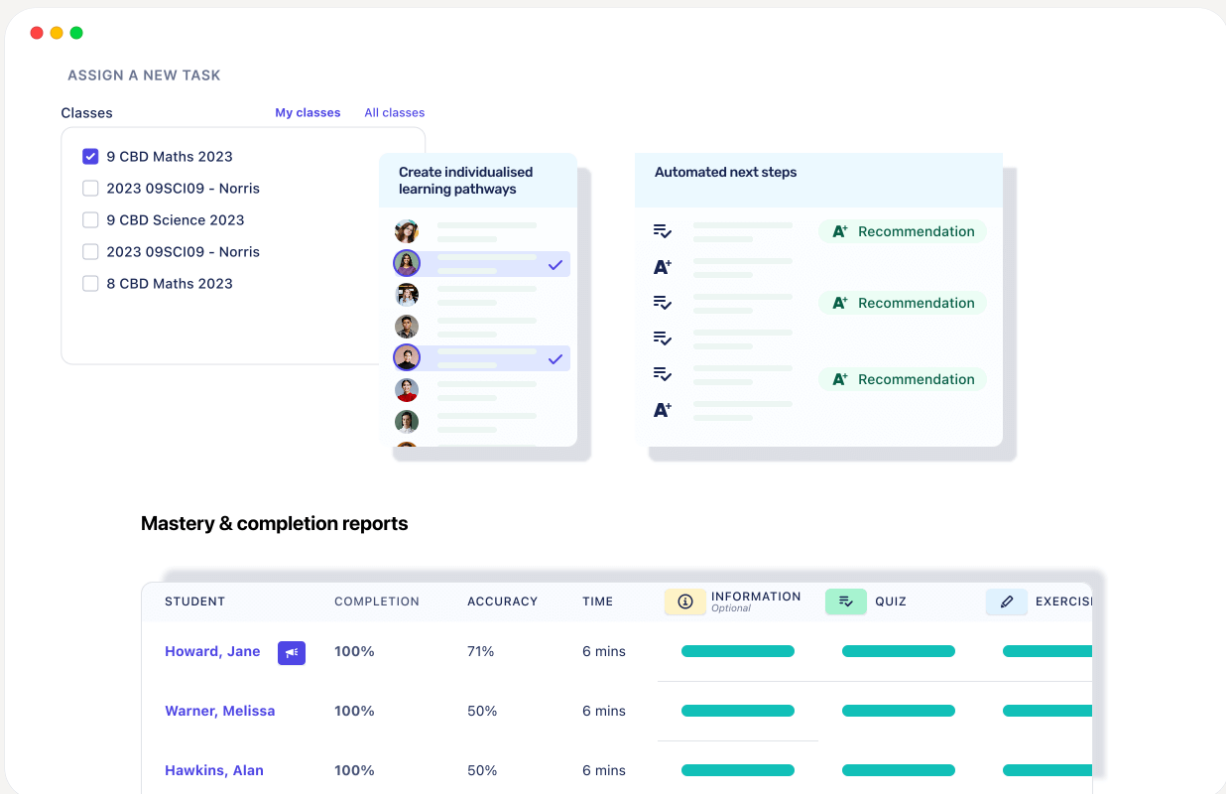 ASSIGN A NEW TASK
Classes My classes All classes
9 CBD Maths 2023
2023 09SCI09 - Norris
9 CBD Science 2023
2023 09SCI09 - Norris
8 CBD Maths 2023
Create individualised
learning pathways
Automated next steps
A+ Recommendation
A+
A+ Recommendation
A+ Recommendation
A+
Mastery & completion reports
STUDENT COMPLETION ACCURACY TIME INFORMATION QUIZ EXERCIS
Optional
Howard, Jane 100% 71% 6 mins
Warner, Melissa 100% 50% 6 mins
Hawkins, Alan 100% 50% 6 mins